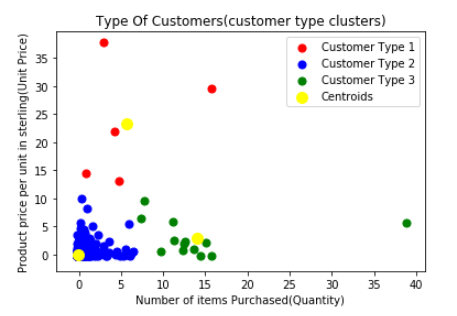 Type Of Customers(customer type clusters)
Product price per unit in sterling(Unit Price)
35
30
25
20
15
10
5
0
Customer Type 1
Customer Type 2
Customer Type 3
Centroids
0 5 10 15 20 25 30 35 40
Number of items Purchased(Quantity)